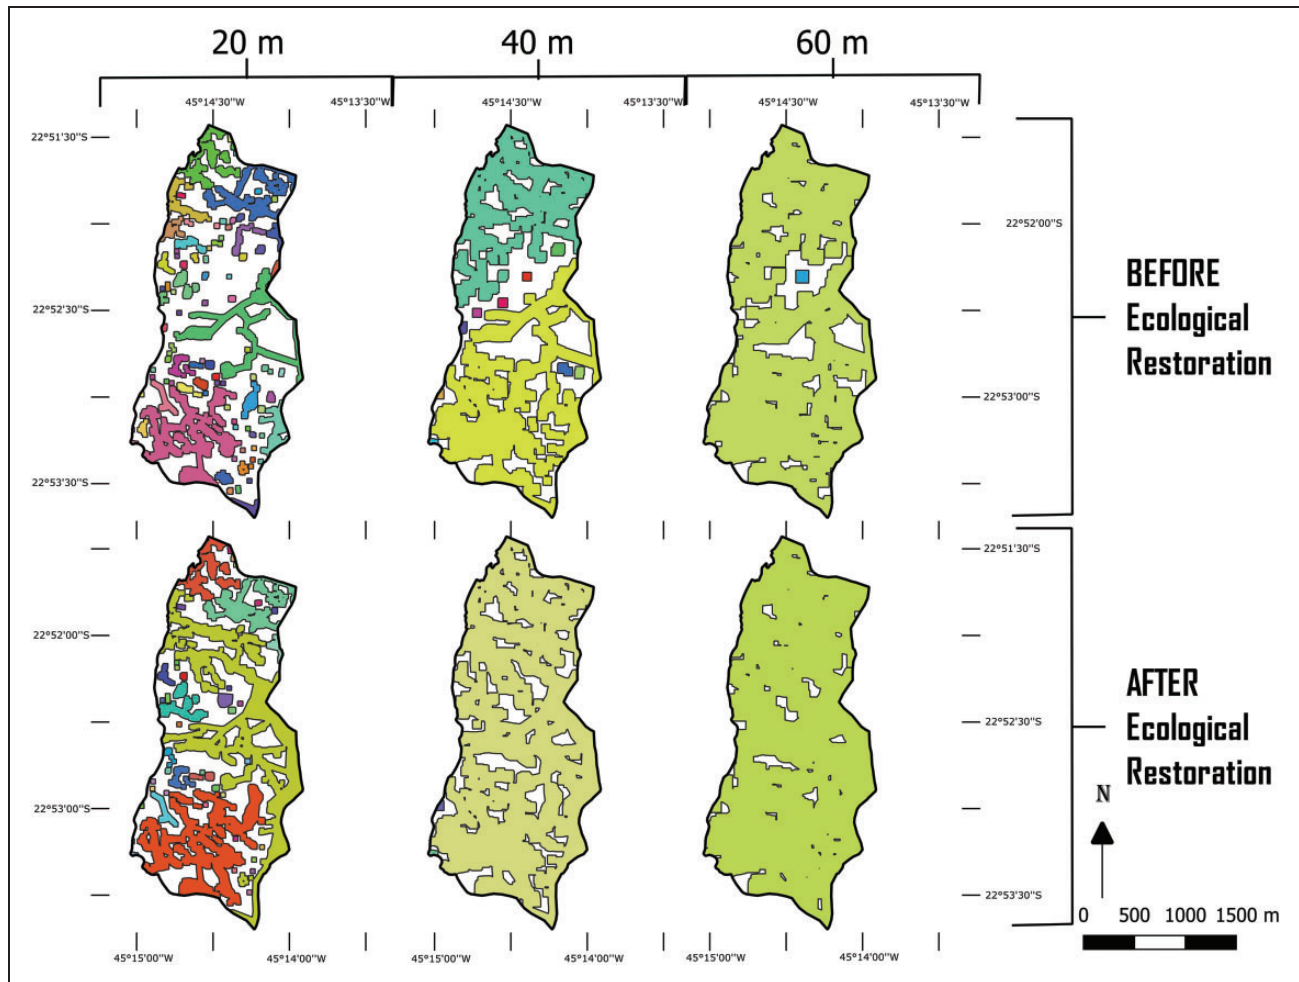 20 m 40 m 60 m
45°14'30"W 45°13'30"W 45°14'30"W 45°13'30"W 45°14'30"W 45°13'30"W
22°51'30"S
22°52'00"S
BEFORE
Ecological
Restoration
22°52'30"S
22°53'00"S
22°53'30"S
22°51'30"S
22°52'00"S
AFTER
Ecological
Restoration
22°52'30"S
N
22°53'00"S
22°53'30"S
0 500 1000 1500 m
45°15'00"W 45°14'00"W 45°15'00"W 45°14'00"W 45°15'00"W 45°14'00"W